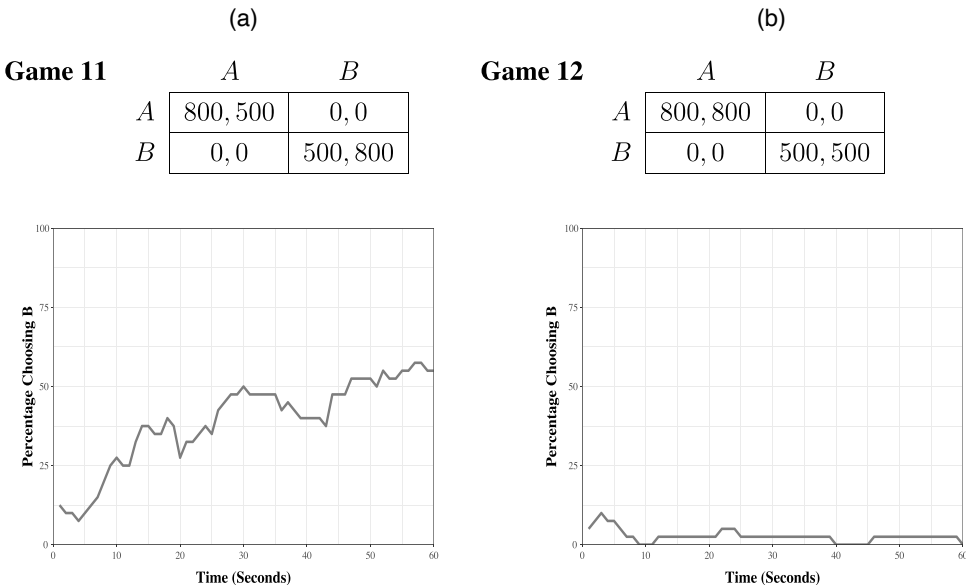 (a)
Game 11 A B
A 800, 500 0, 0
B 0, 0 500, 800
Percentage Choosing B
100
75
50
25
0
0 10 20 30 40 50 60
Time (Seconds)
(b)
Game 12 A B
A 800, 800 0, 0
B 0, 0 500, 500
Percentage Choosing B
100
75
50
25
0
0 10 20 30 40 50 60
Time (Seconds)